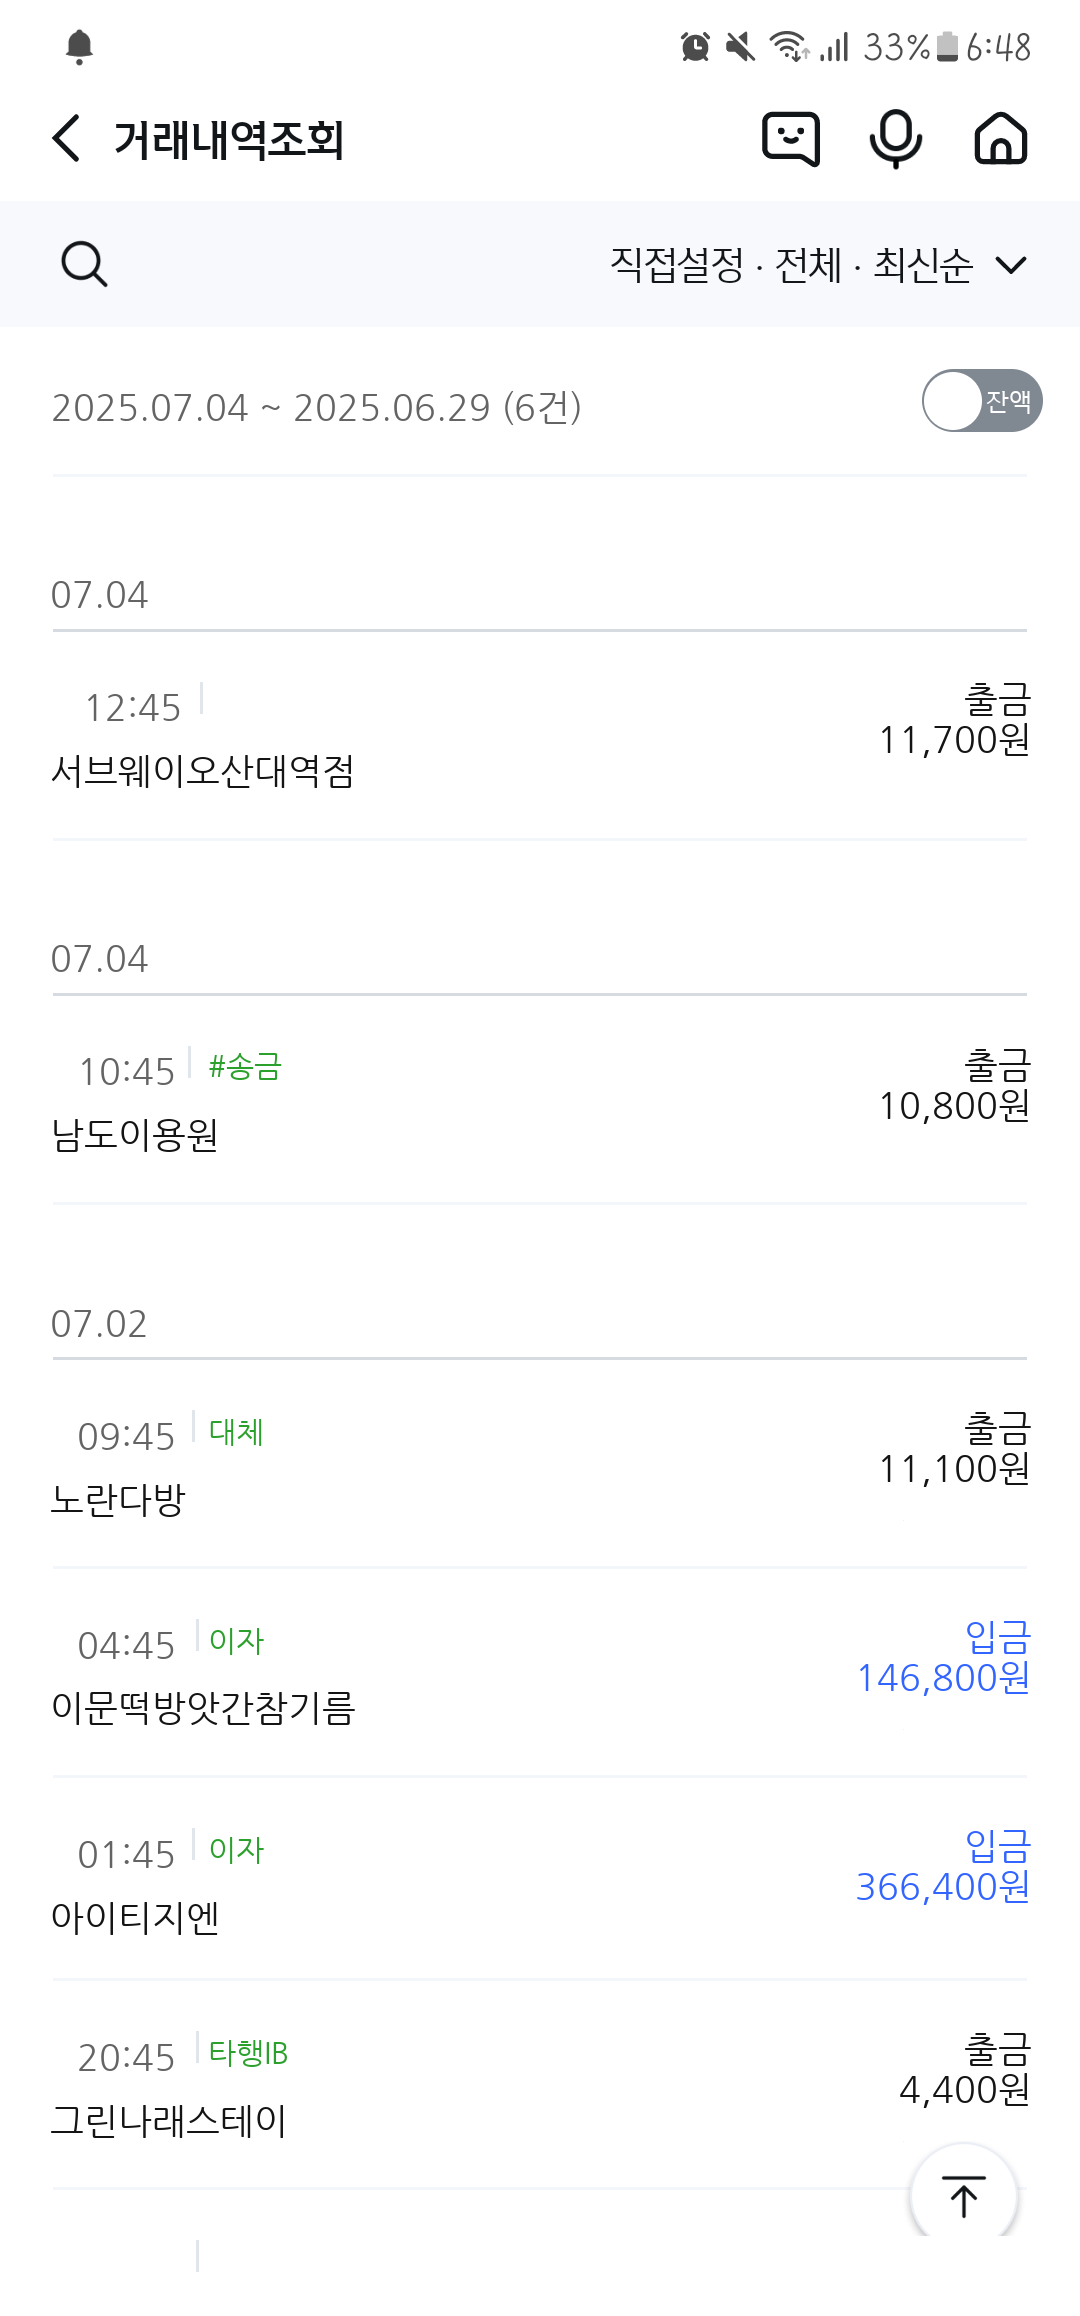 33% 6:48
거래내역조회
직접설정 · 전체 · 최신순
2025.07.04 ~ 2025.06.29 (6건)
잔액
07.04
12:45
출금
11,700원
서브웨이오산대역점
07.04
10:45 #송금
출금
10,800원
남도이용원
07.02
09:45 대체
출금
11,100원
노란다방
04:45 이자
입금
146,800원
이문떡방앗간참기름
01:45 이자
입금
366,400원
아이티지엔
20:45 타행IB
출금
4,400원
그린나래스테이